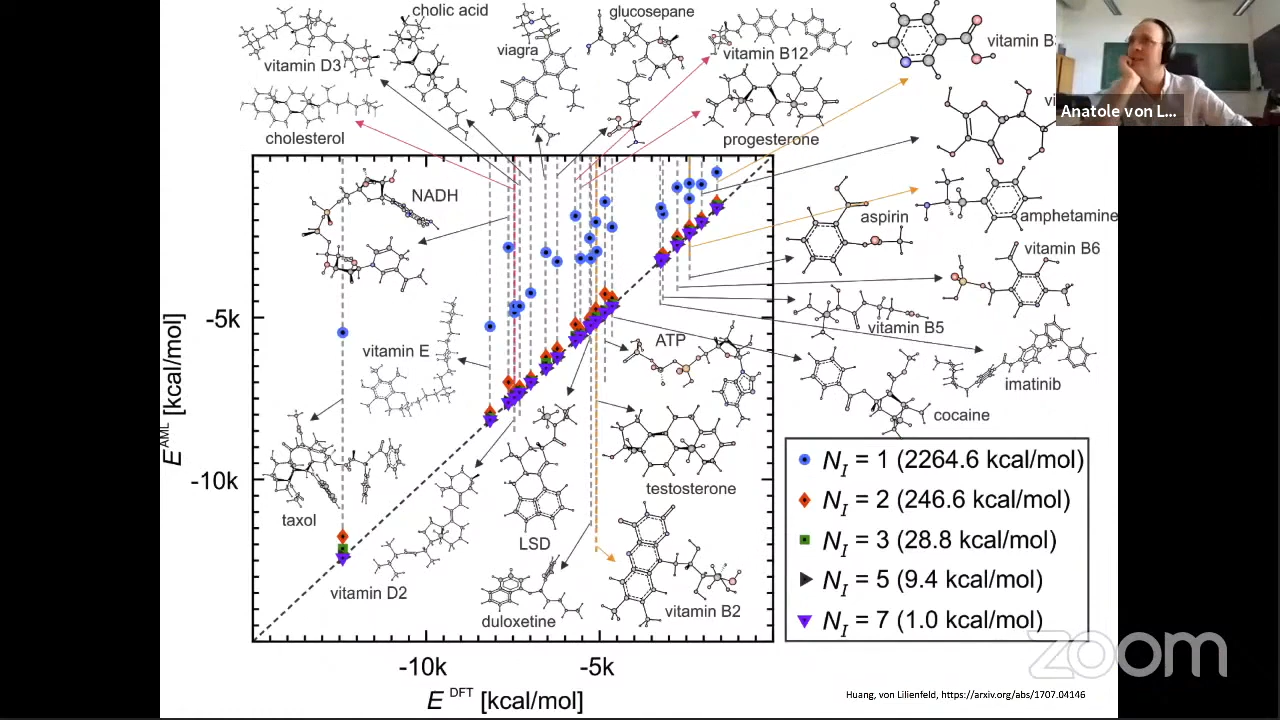 cholic acid
glucosepane
vitamin D3
viagra
vitamin B12
vitamin B
cholesterol
progesterone
vi
Anatole von L...
NADH
aspirin
amphetamine
vitamin B6
-5k
vitamin E
ATP
vitamin B5
imatinib
cocaine
E^AML [kcal/mol]
-10k
taxol
LSD
testosterone
vitamin D2
duloxetine
vitamin B2
N_I = 1 (2264.6 kcal/mol)
N_I = 2 (246.6 kcal/mol)
N_I = 3 (28.8 kcal/mol)
N_I = 5 (9.4 kcal/mol)
N_I = 7 (1.0 kcal/mol)
-10k
-5k
E^DFT [kcal/mol]
Huang, von Lilienfeld, https://arxiv.org/abs/1707.04146
zoom